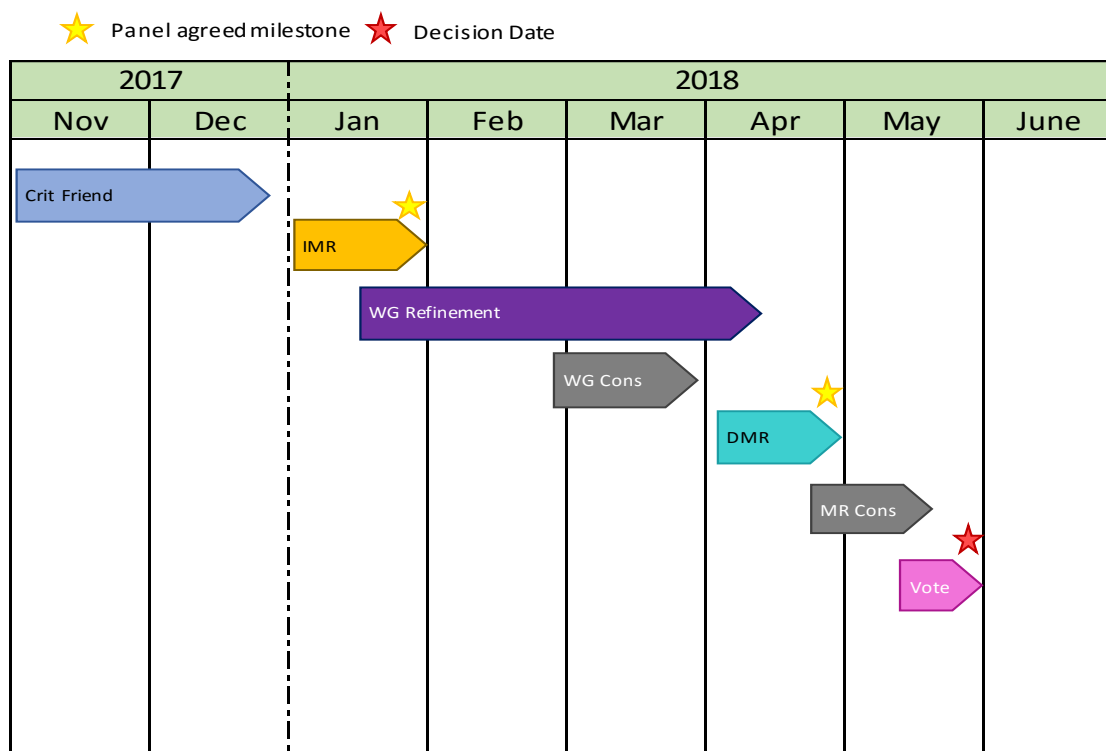 Panel agreed milestone Decision Date
2017 2018
Nov Dec Jan Feb Mar Apr May June
Crit Friend
IMR
WG Refinement
WG Cons
DMR
MR Cons
Vote